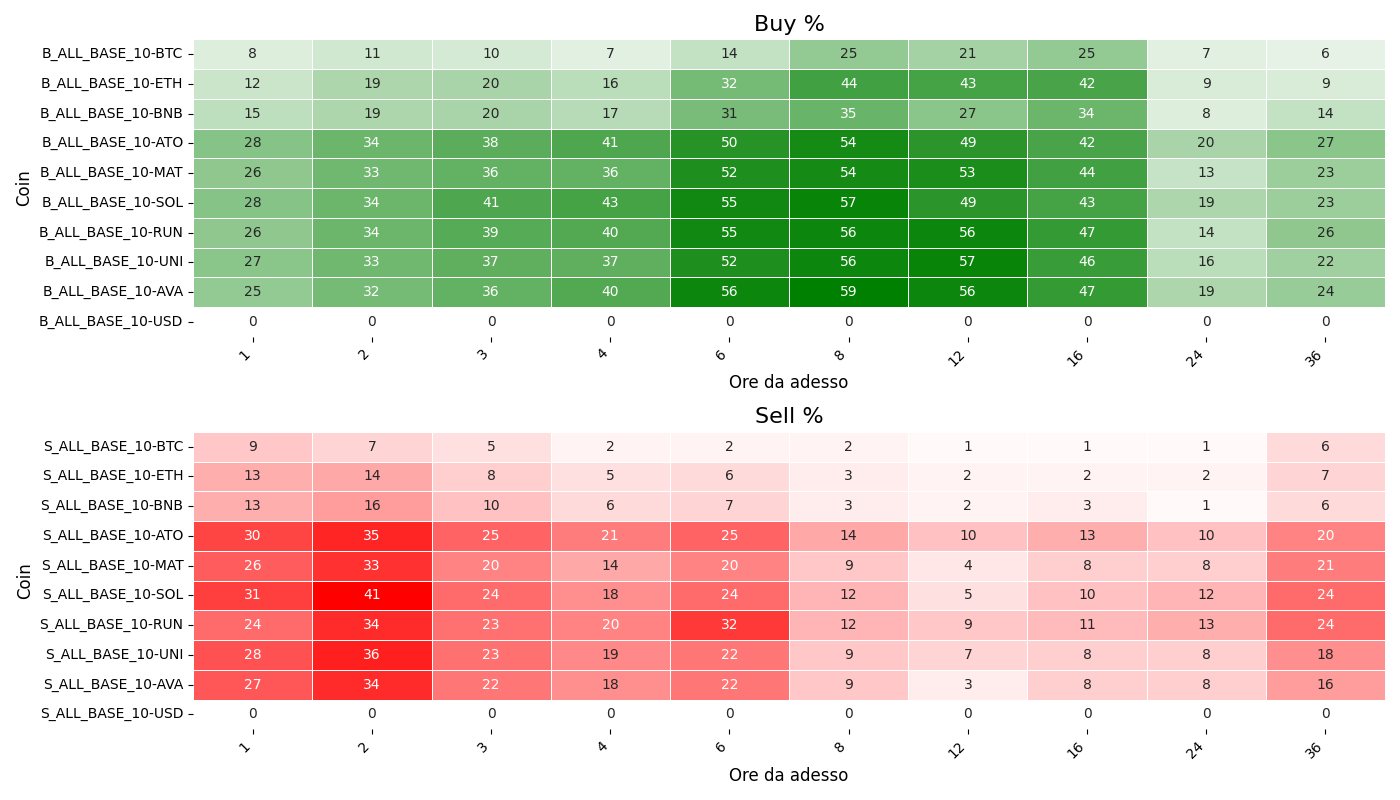 Buy %
Coin
B_ALL_BASE_10-BTC 8 11 10 7 14 25 21 25 7 6
B_ALL_BASE_10-ETH 12 19 20 16 32 44 43 42 9 9
B_ALL_BASE_10-BNB 15 19 20 17 31 35 27 34 8 14
B_ALL_BASE_10-ATO 28 34 38 41 50 54 49 42 20 27
B_ALL_BASE_10-MAT 26 33 36 36 52 54 53 44 13 23
B_ALL_BASE_10-SOL 28 34 41 43 55 57 49 43 19 23
B_ALL_BASE_10-RUN 26 34 39 40 55 56 56 47 14 26
B_ALL_BASE_10-UNI 27 33 37 37 52 56 57 46 16 22
B_ALL_BASE_10-AVA 25 32 36 40 56 59 56 47 19 24
B_ALL_BASE_10-USD 0 0 0 0 0 0 0 0 0 0
1 2 3 4 6 8 12 16 24 36
Ore da adesso
Sell %
Coin
S_ALL_BASE_10-BTC 9 7 5 2 2 2 1 1 1 6
S_ALL_BASE_10-ETH 13 14 8 5 6 3 2 2 2 7
S_ALL_BASE_10-BNB 13 16 10 6 7 3 2 3 1 6
S_ALL_BASE_10-ATO 30 35 25 21 25 14 10 13 10 20
S_ALL_BASE_10-MAT 26 33 20 14 20 9 4 8 8 21
S_ALL_BASE_10-SOL 31 41 24 18 24 12 5 10 12 24
S_ALL_BASE_10-RUN 24 34 23 20 32 12 9 11 13 24
S_ALL_BASE_10-UNI 28 36 23 19 22 9 7 8 8 18
S_ALL_BASE_10-AVA 27 34 22 18 22 9 3 8 8 16
S_ALL_BASE_10-USD 0 0 0 0 0 0 0 0 0 0
1 2 3 4 6 8 12 16 24 36
Ore da adesso